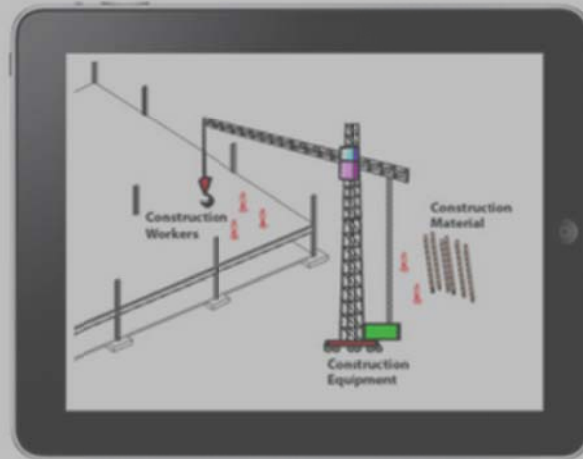 Construction
Workers
Construction
Material
Construction
Equipment